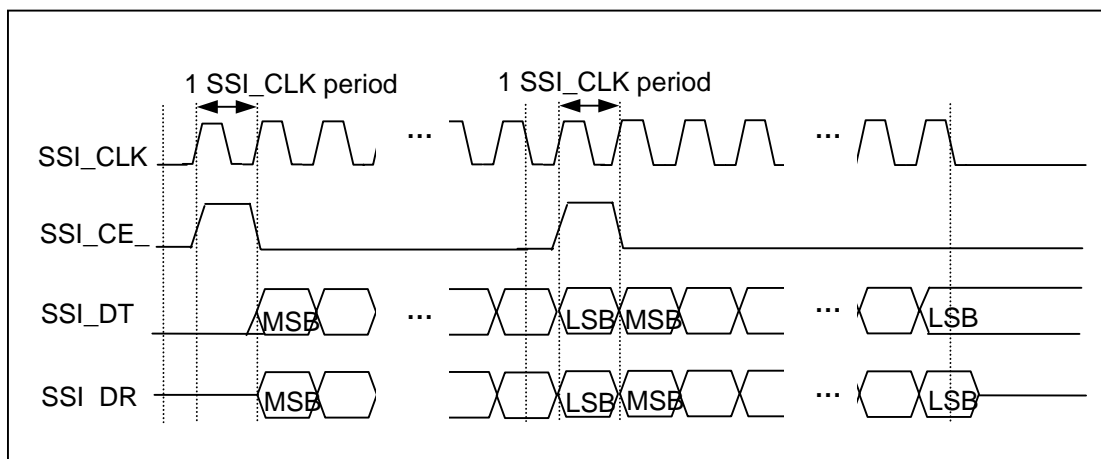 1 SSI_CLK period 1 SSI_CLK period
SSI_CLK ... ...
SSI_CE_
SSI_DT MSB ... LSB MSB ... LSB
SSI DR MSB LSB MSB ... LSB